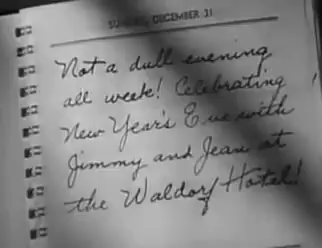 SUNDAY, DECEMBER 31
Not a dull evening
all week! Celebrating
New Year's Eve with
Jimmy and Jean at
the Waldorf Hotel!